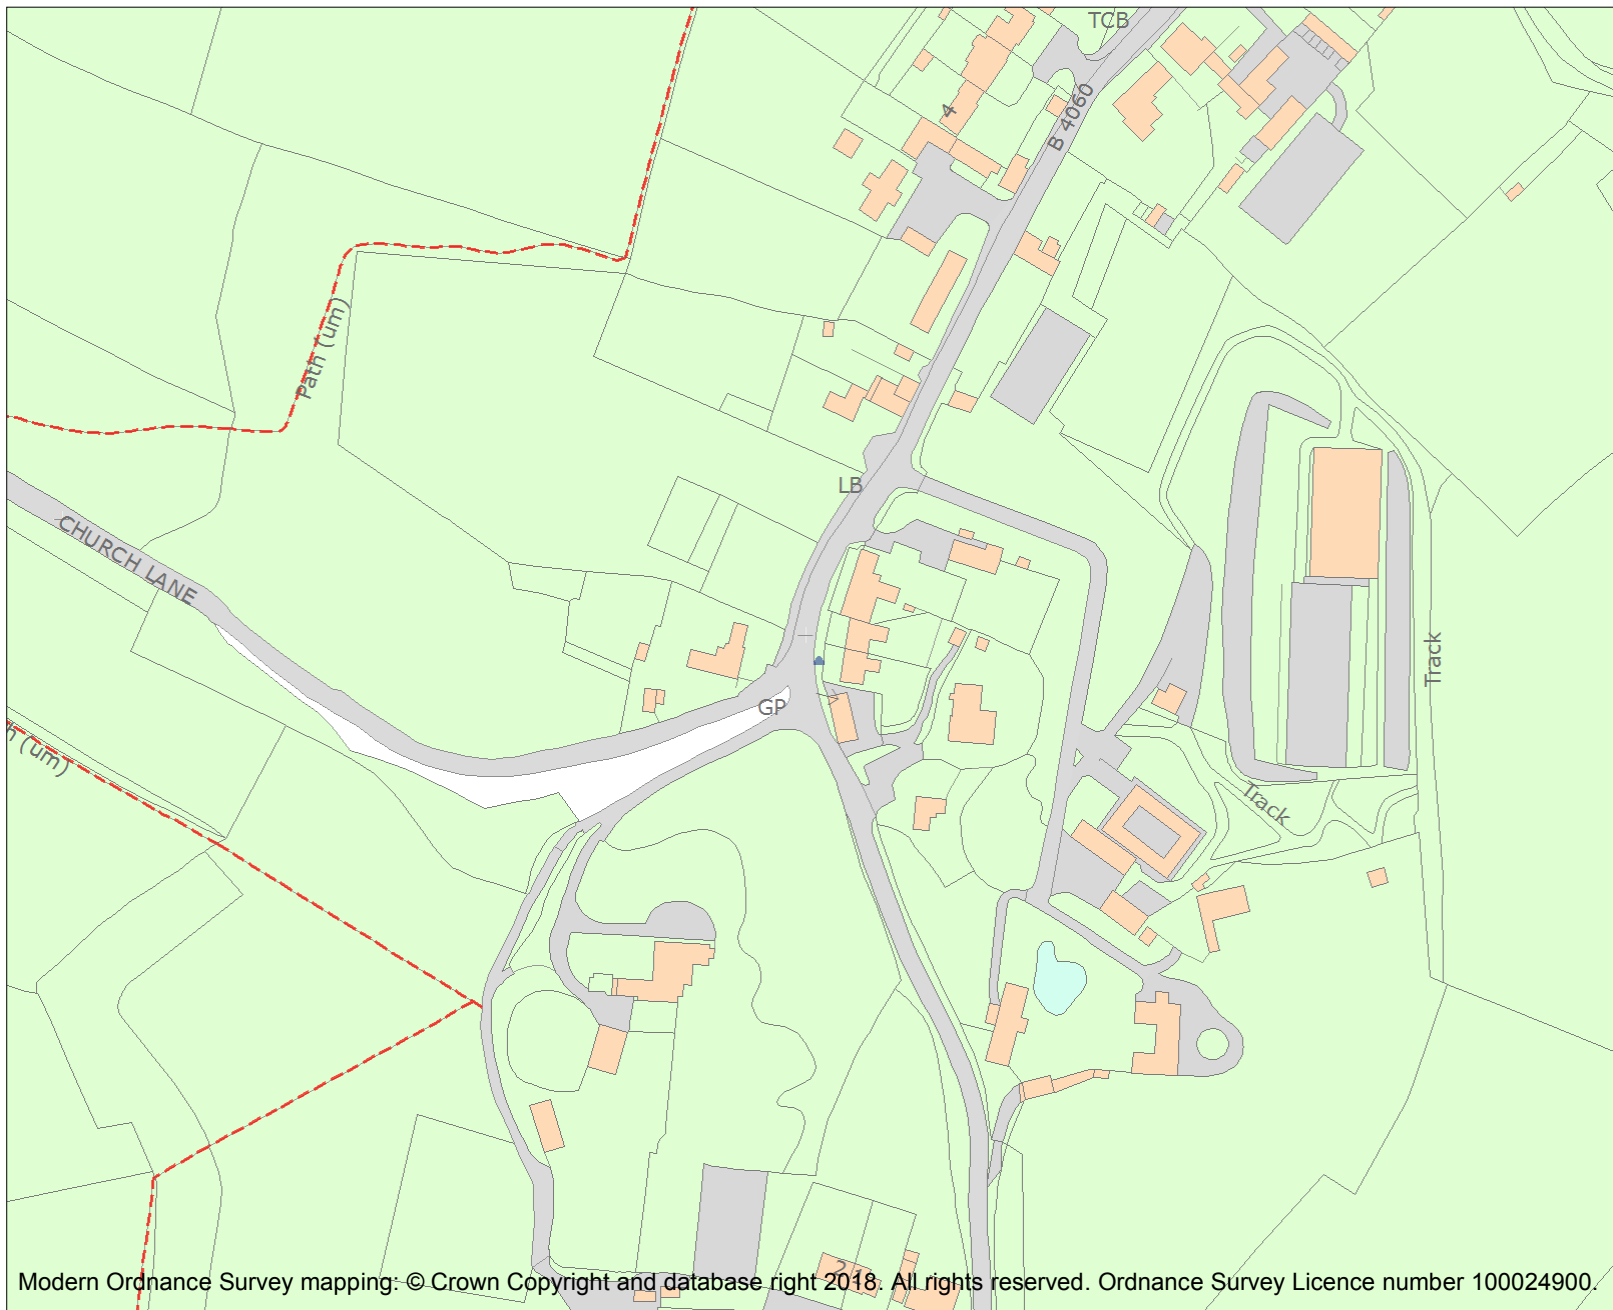 TCB
4
B 4060
Path (um)
LB
CHURCH LANE
Track
GP
h (um)
Track
Modern Ordnance Survey mapping: © Crown Copyright and database right 2018. All rights reserved. Ordnance Survey Licence number 100024900.